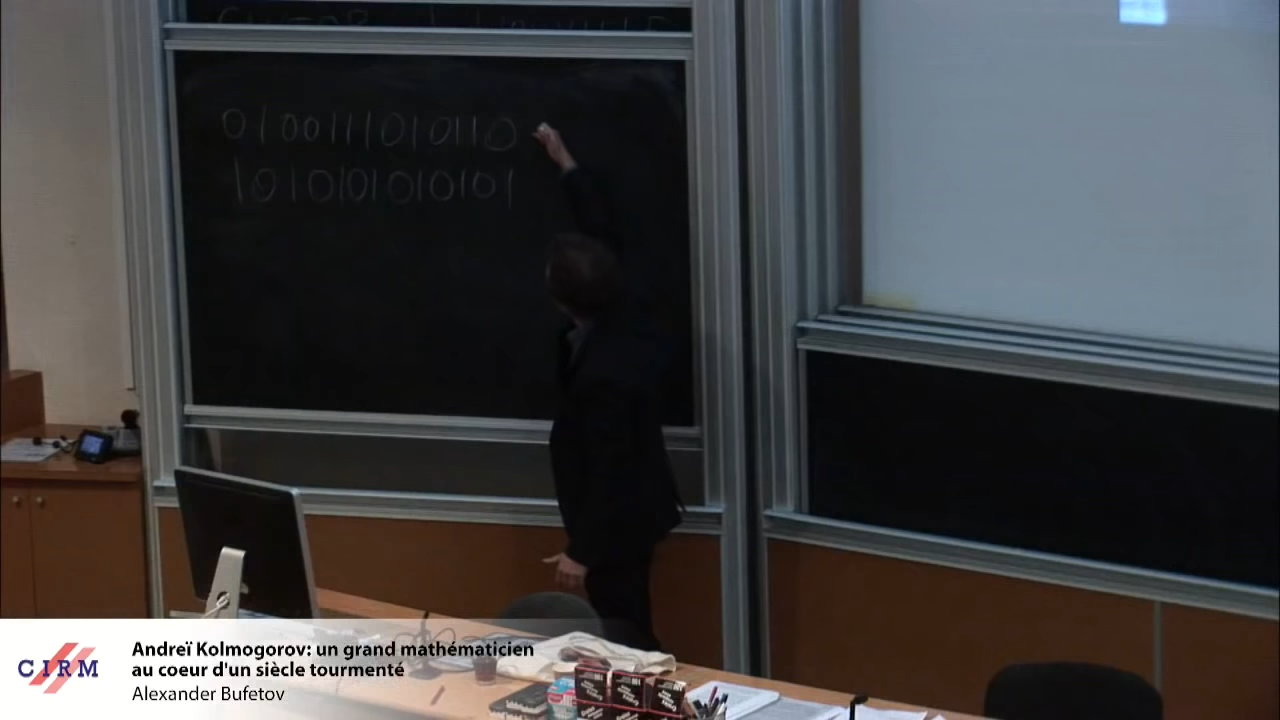 0100111010110
1010101010101
CIRM
Andreï Kolmogorov: un grand mathématicien
au coeur d'un siècle tourmenté
Alexander Bufetov